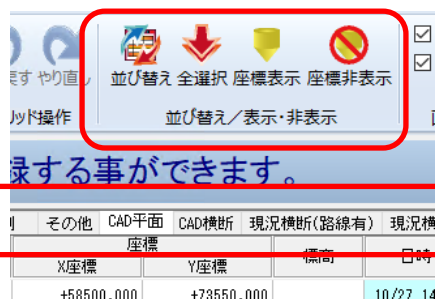 戻す やり直し 並び替え 全選択 座標表示 座標非表示
ッド操作 並び替え／表示・非表示
録する事ができます。
その他 CAD平面 CAD横断 現況横断(路線有) 現況横
座標 標高 日時
X座標 Y座標
+58500.000 +73550.000 10/27 14